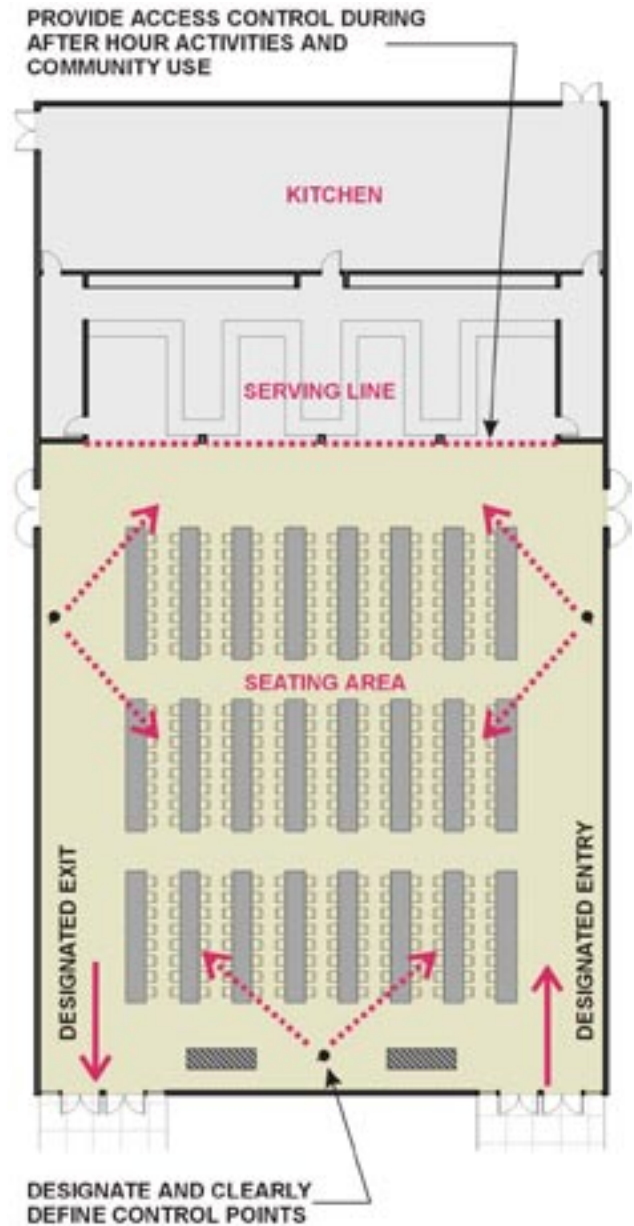 PROVIDE ACCESS CONTROL DURING
AFTER HOUR ACTIVITIES AND
COMMUNITY USE
KITCHEN
SERVING LINE
SEATING AREA
DESIGNATED EXIT
DESIGNATED ENTRY
DESIGNATE AND CLEARLY
DEFINE CONTROL POINTS